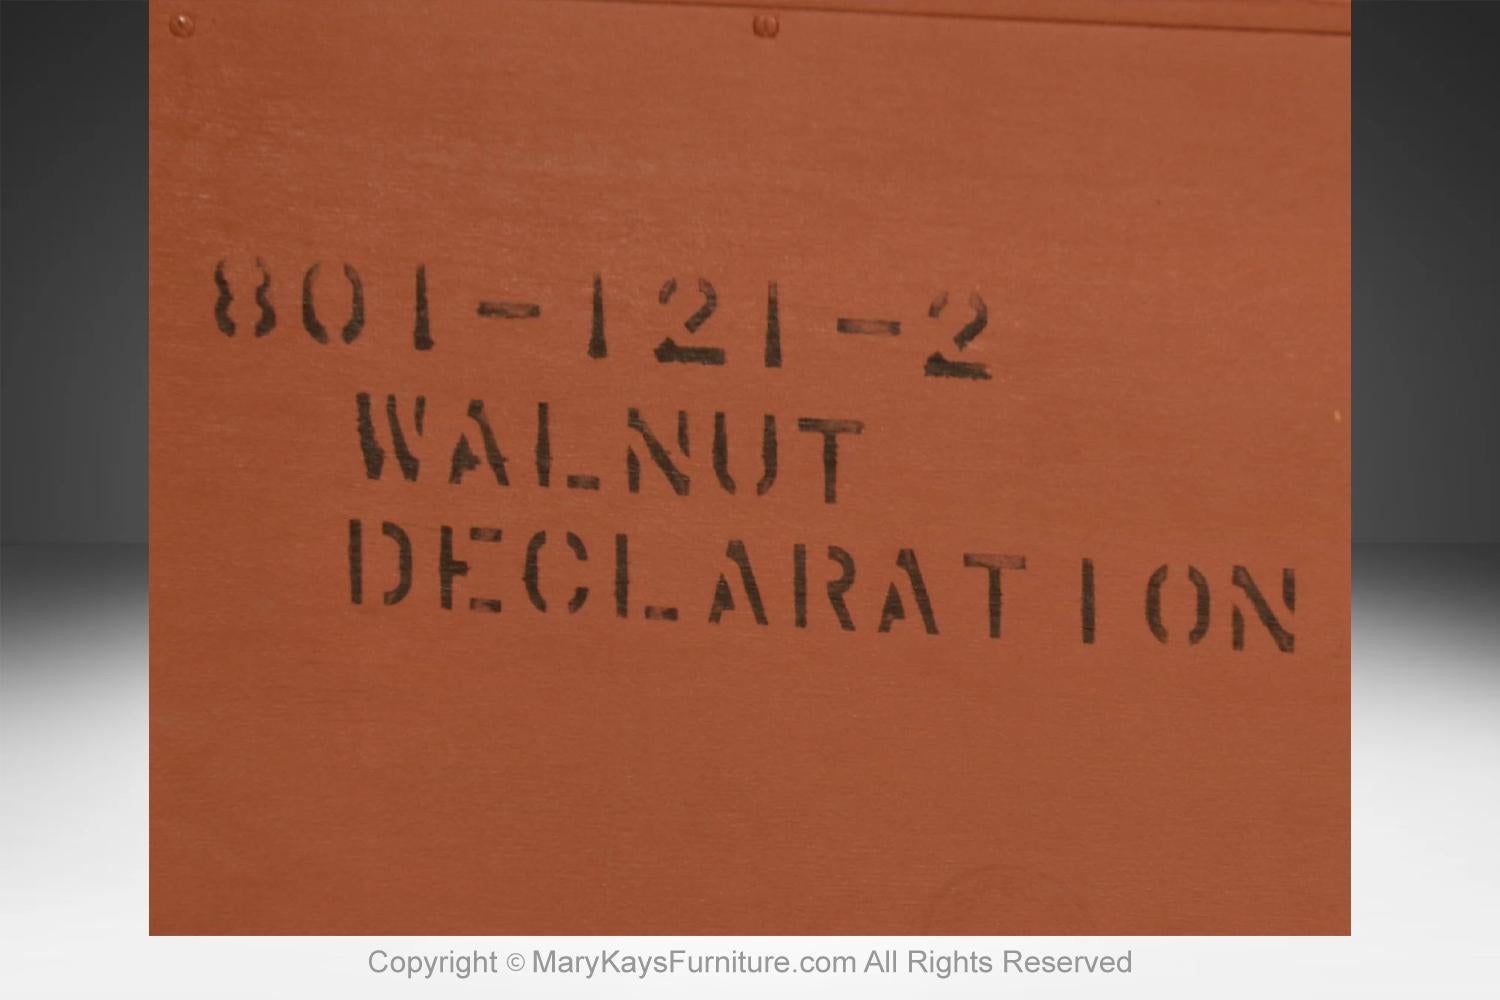 801-121-2
WALNUT
DECLARATION
Copyright © MaryKaysFurniture.com All Rights Reserved